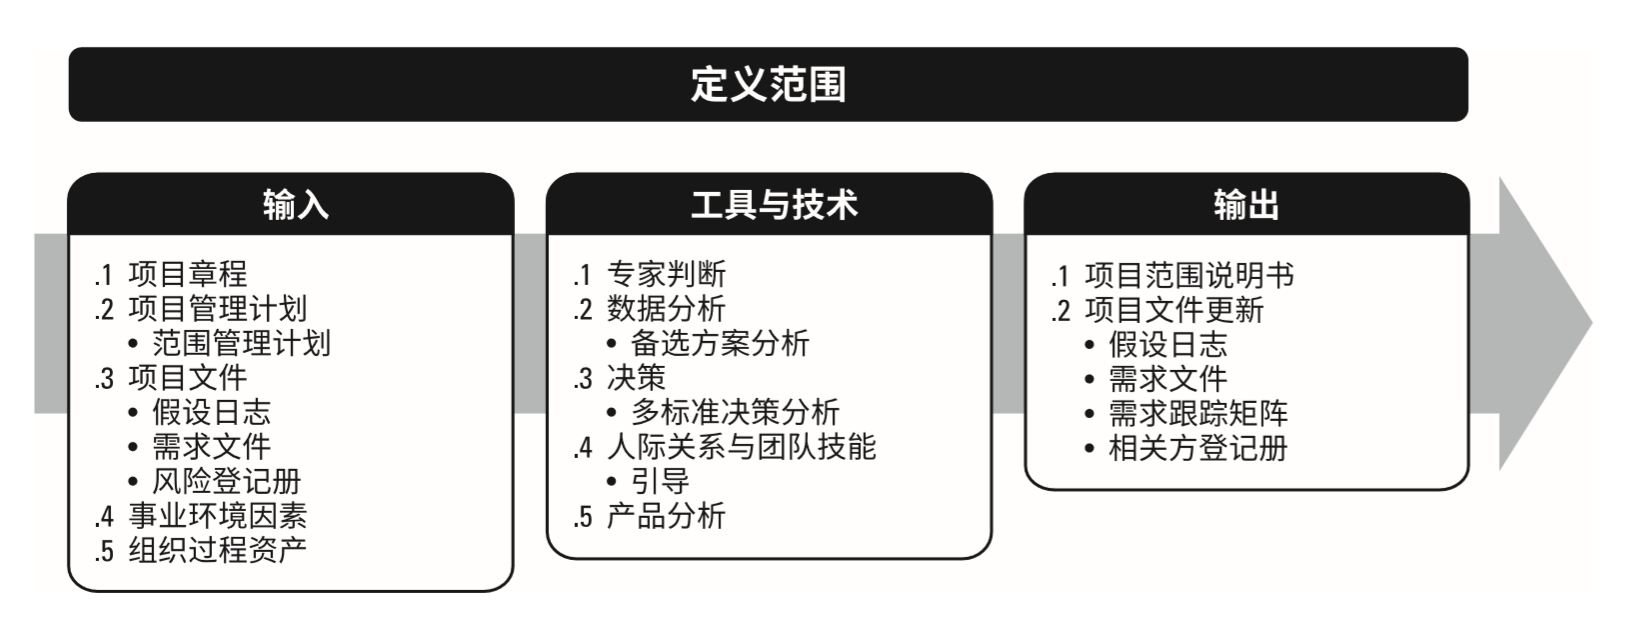 定义范围
输入
.1 项目章程
.2 项目管理计划
• 范围管理计划
.3 项目文件
• 假设日志
• 需求文件
• 风险登记册
.4 事业环境因素
.5 组织过程资产
工具与技术
.1 专家判断
.2 数据分析
• 备选方案分析
.3 决策
• 多标准决策分析
.4 人际关系与团队技能
• 引导
.5 产品分析
输出
.1 项目范围说明书
.2 项目文件更新
• 假设日志
• 需求文件
• 需求跟踪矩阵
• 相关方登记册